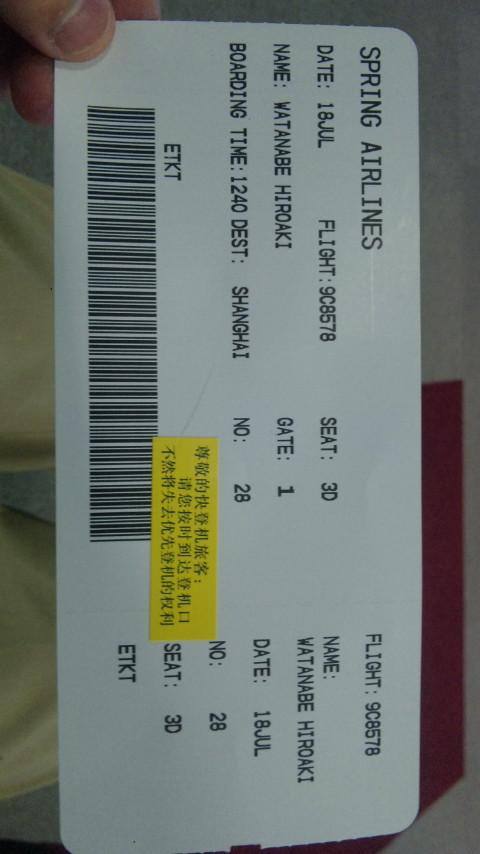 SPRING AIRLINES
DATE: 18JUL FLIGHT:9C8578 SEAT: 3D
NAME: WATANABE HIROAKI GATE: 1
BOARDING TIME:1240 DEST: SHANGHAI NO: 28
ETKT
尊敬的快登机旅客:
请您按时到达登机口
不然将失去优先登机的权利
FLIGHT: 9C8578
NAME:
WATANABE HIROAKI
DATE: 18JUL
NO: 28
SEAT: 3D
ETKT